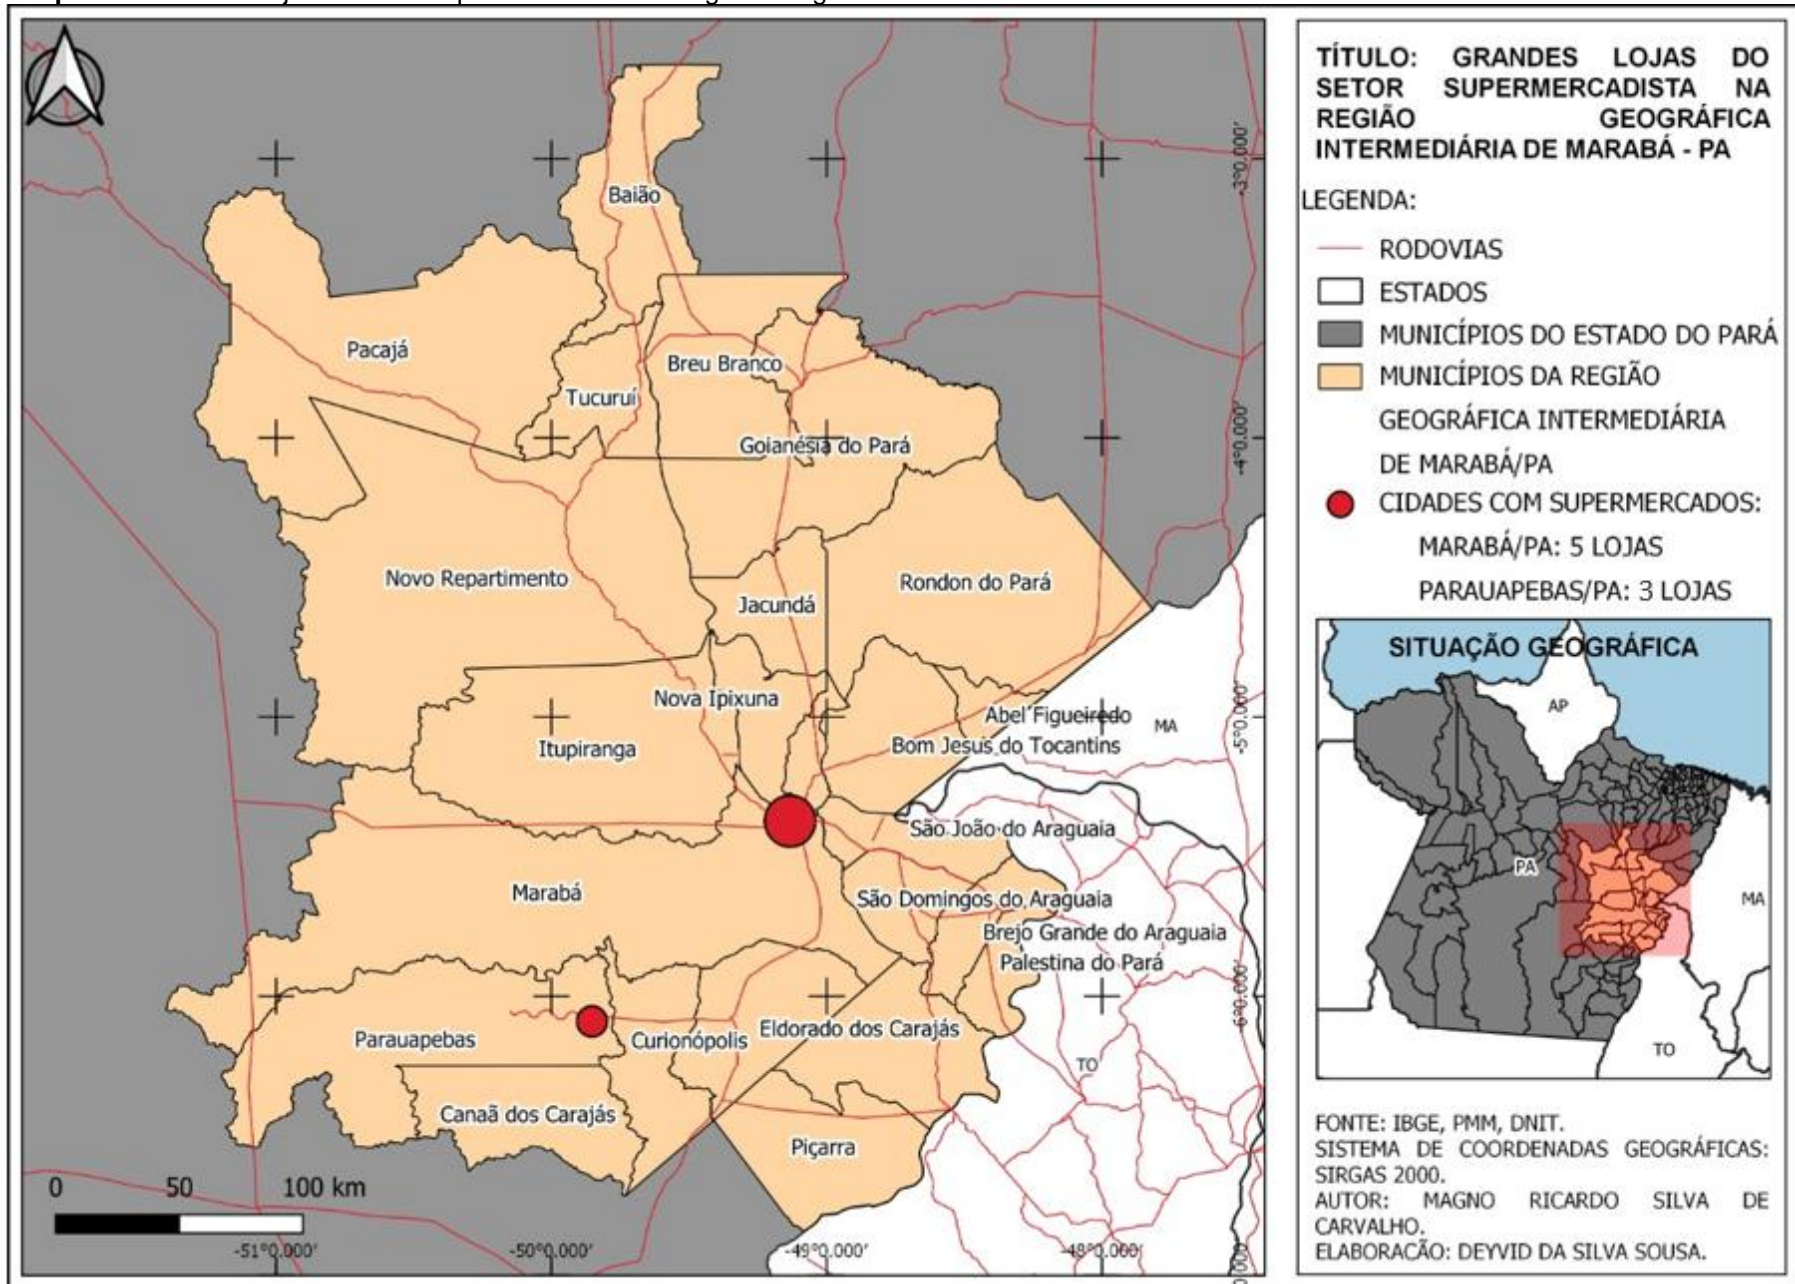 Baião
Pacajá
Breu Branco
Tucuruí
Goianésia do Pará
Novo Repartimento
Rondon do Pará
Jacundá
Nova Ipixuna
Abel Figueiredo
MA
Bom Jesus do Tocantins
Itupiranga
São João do Araguaia
Marabá
São Domingos do Araguaia
Brejo Grande do Araguaia
Palestina do Pará
Eldorado dos Carajás
Parauapebas
Curionópolis
TO
Canaã dos Carajás
Piçarra
0 50 100 km
-51°0.000'
-50°0.000'
-49°0.000'
-48°0.000'
-3°0.000'
-4°0.000'
-5°0.000'
-6°0.000'
TÍTULO: GRANDES LOJAS DO
SETOR SUPERMERCADISTA NA
REGIÃO GEOGRÁFICA
INTERMEDIÁRIA DE MARABÁ - PA
LEGENDA:
RODOVIAS
ESTADOS
MUNICÍPIOS DO ESTADO DO PARÁ
MUNICÍPIOS DA REGIÃO
GEOGRÁFICA INTERMEDIÁRIA
DE MARABÁ/PA
CIDADES COM SUPERMERCADOS:
MARABÁ/PA: 5 LOJAS
PARAUAPEBAS/PA: 3 LOJAS
SITUAÇÃO GEOGRÁFICA
AP
PA
MA
TO
FONTE: IBGE, PMM, DNIT.
SISTEMA DE COORDENADAS GEOGRÁFICAS:
SIRGAS 2000.
AUTOR: MAGNO RICARDO SILVA DE
CARVALHO.
ELABORACÃO: DEYVID DA SILVA SOUSA.